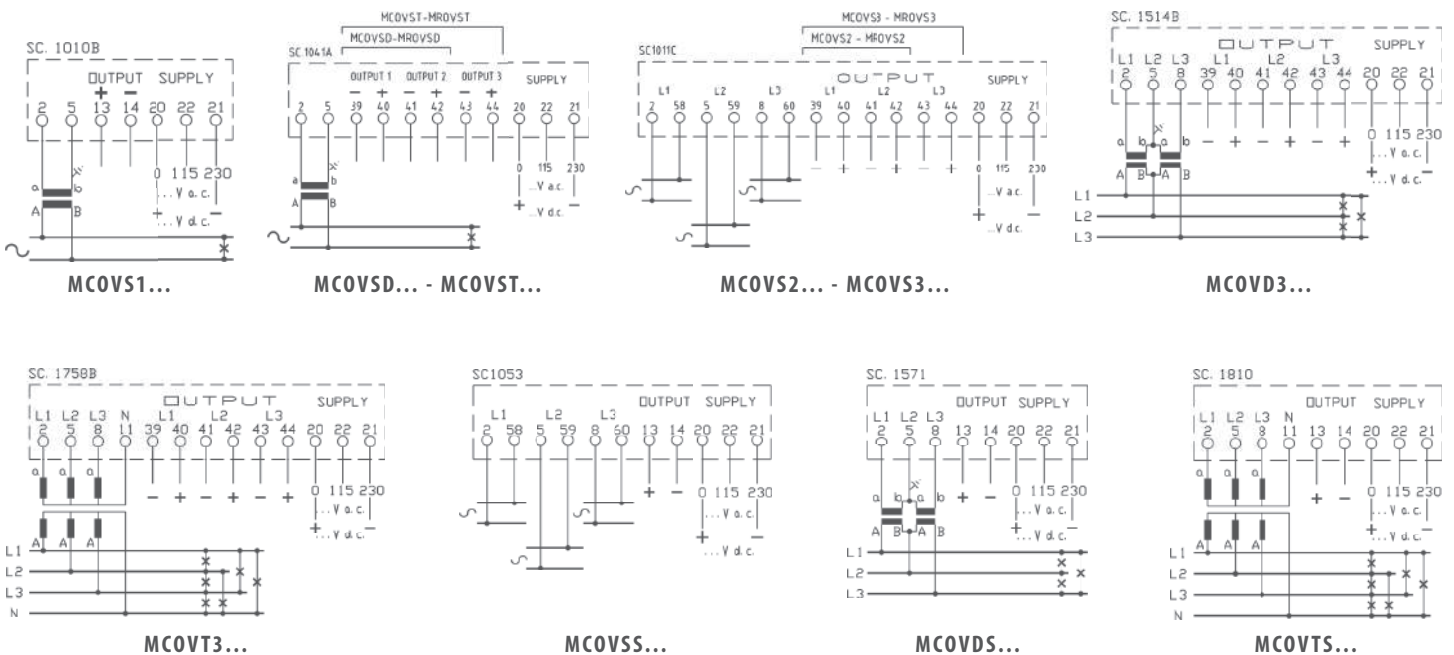 SC. 1010B
OUTPUT SUPPLY
+ −
2 5 13 14 20 22 21
a b
A B
0 115 230
...V a.c.
+ −
...V d.c.
MCOVS1...
MCOVST-MROVST
MCOVSD-MROVSD
SC.1041A
OUTPUT 1 OUTPUT 2 OUTPUT 3 SUPPLY
− + − + − +
2 5 39 40 41 42 43 44 20 22 21
a b
A B
0 115 230
...V a.c.
+ −
...V d.c.
MCOVSD... - MCOVST...
MCOVS3 - MROVS3
MCOVS2 - MROVS2
SC1011C
OUTPUT SUPPLY
L1 L2 L3 L1 L2 L3
2 58 5 59 8 60 39 40 41 42 43 44 20 22 21
− + − + − +
0 115 230
...V a.c.
+ −
...V d.c.
MCOVS2... - MCOVS3...
SC. 1514B
OUTPUT SUPPLY
L1 L2 L3 L1 L2 L3
2 5 8 39 40 41 42 43 44 20 22 21
− + − + − +
a b a b
A B A B
0 115 230
...V a.c.
+ −
...V d.c.
L1
L2
L3
MCOVD3...
SC. 1758B
OUTPUT SUPPLY
L1 L2 L3 N L1 L2 L3
2 5 8 11 39 40 41 42 43 44 20 22 21
a a a
− + − + − +
0 115 230
...V a.c.
+ −
...V d.c.
A A A
L1
L2
L3
N
MCOVT3...
SC1053
OUTPUT SUPPLY
L1 L2 L3
2 58 5 59 8 60 13 14 20 22 21
+ −
0 115 230
...V a.c.
+ −
...V d.c.
MCOVSS...
SC. 1571
OUTPUT SUPPLY
L1 L2 L3
2 5 8 13 14 20 22 21
+ −
a b a b
A B A B
0 115 230
...V a.c.
+ −
...V d.c.
L1
L2
L3
MCOVDS...
SC. 1810
OUTPUT SUPPLY
L1 L2 L3 N
2 5 8 11 13 14 20 22 21
a a a
+ −
0 115 230
...V a.c.
+ −
...V d.c.
A A A
L1
L2
L3
N
MCOVTS...